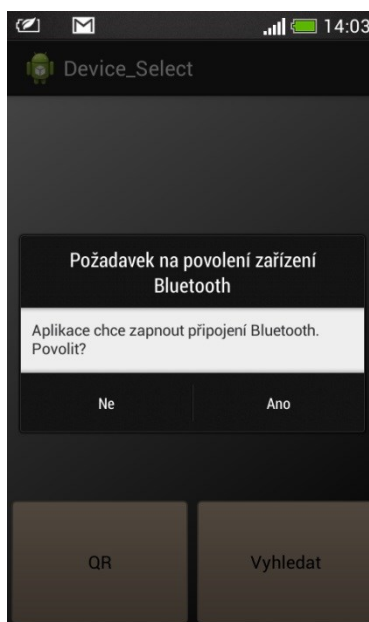 14:03
Device_Select
Požadavek na povolení zařízení
Bluetooth
Aplikace chce zapnout připojení Bluetooth.
Povolit?
Ne
Ano
QR
Vyhledat